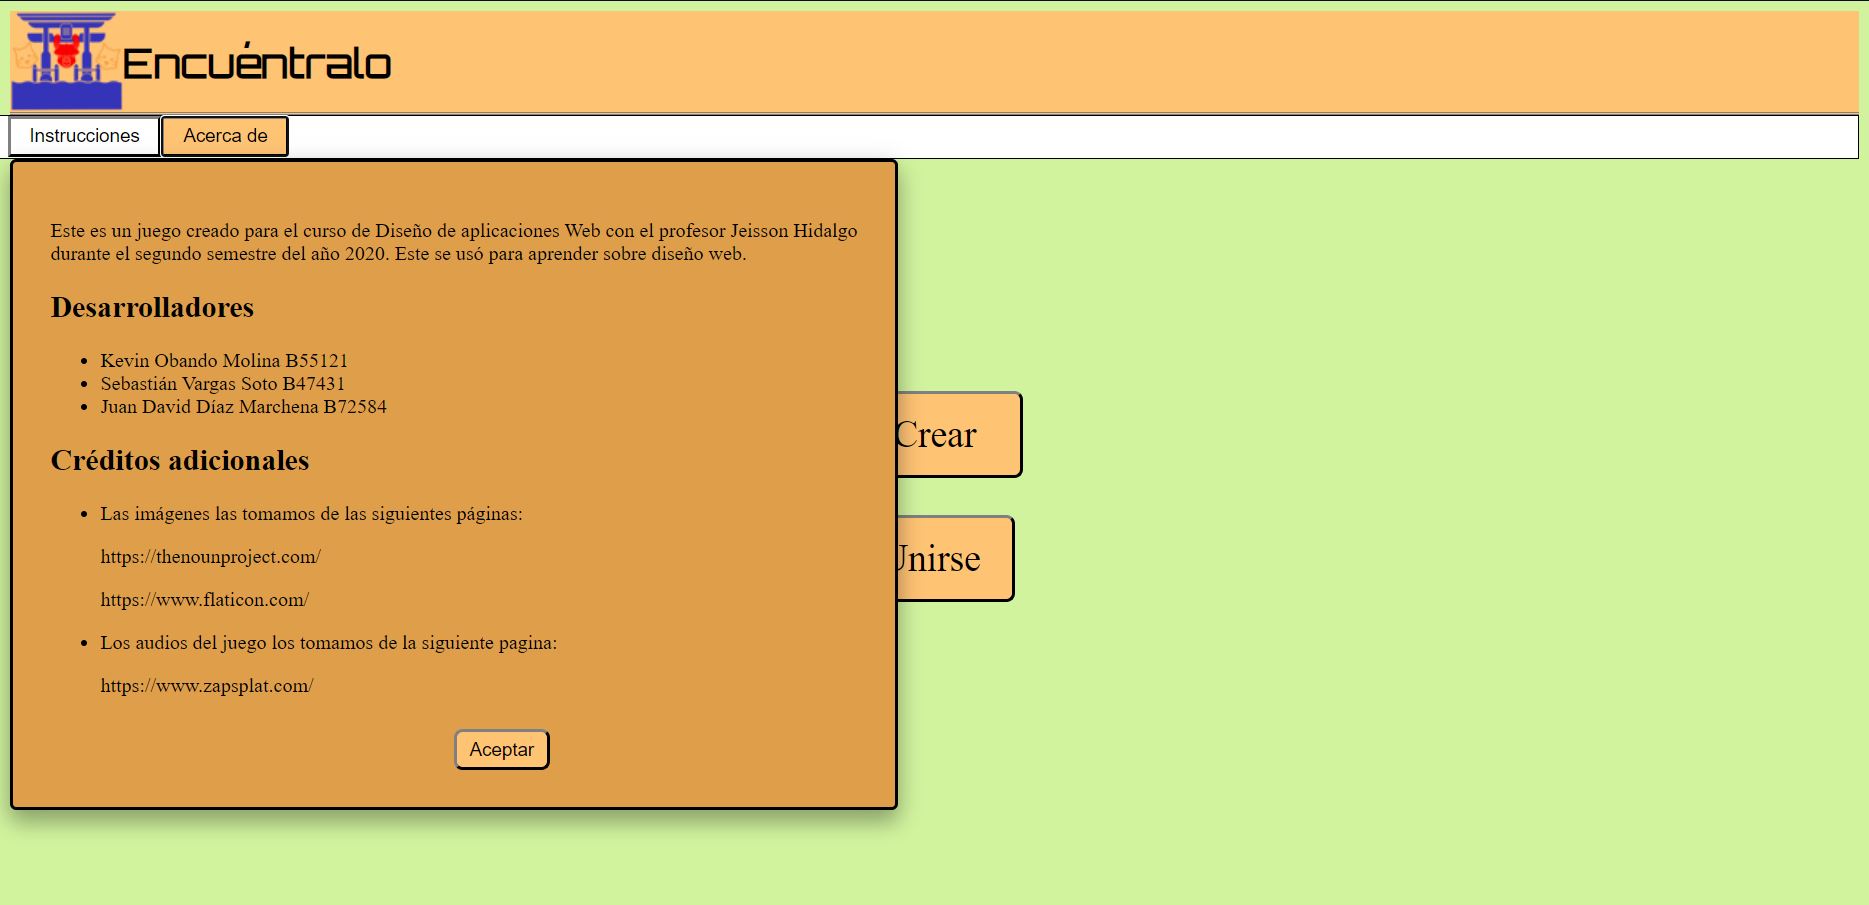 Encuéntralo
Instrucciones
Acerca de
Este es un juego creado para el curso de Diseño de aplicaciones Web con el profesor Jeisson Hidalgo
durante el segundo semestre del año 2020. Este se usó para aprender sobre diseño web.
Desarrolladores
Kevin Obando Molina B55121
Sebastián Vargas Soto B47431
Juan David Díaz Marchena B72584
Créditos adicionales
Las imágenes las tomamos de las siguientes páginas:
https://thenounproject.com/
https://www.flaticon.com/
Los audios del juego los tomamos de la siguiente pagina:
https://www.zapsplat.com/
Aceptar
Crear
Unirse